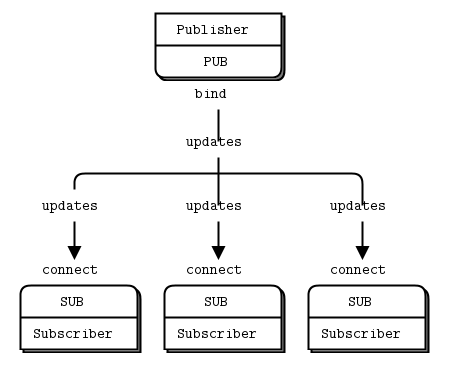 Publisher
PUB
bind
updates
updates updates updates
connect connect connect
SUB SUB SUB
Subscriber Subscriber Subscriber